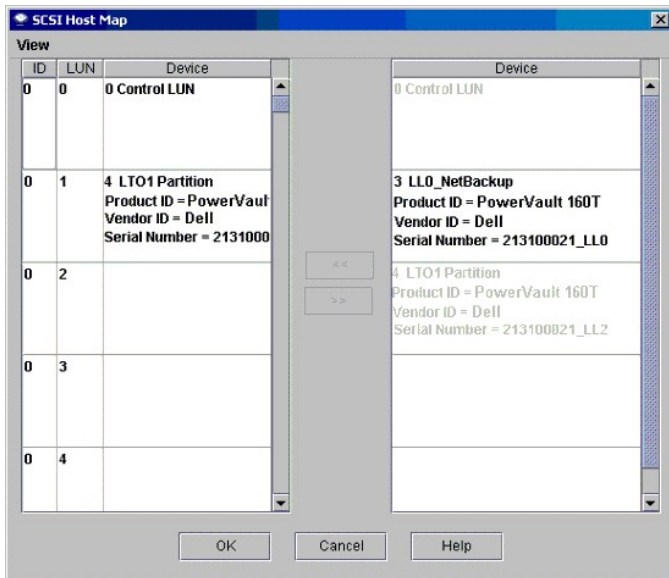 SCSI Host Map
View
ID LUN Device
0 0 0 Control LUN
0 1 4 LTO1 Partition
Product ID = PowerVaul
Vendor ID = Dell
Serial Number = 2131000
0 2
0 3
0 4
<<
>>
Device
0 Control LUN
3 LL0_NetBackup
Product ID = PowerVault 160T
Vendor ID = Dell
Serial Number = 213100021_LL0
4 LTO1 Partition
Product ID = PowerVault 160T
Vendor ID = Dell
Serial Number = 213100021_LL2
OK Cancel Help